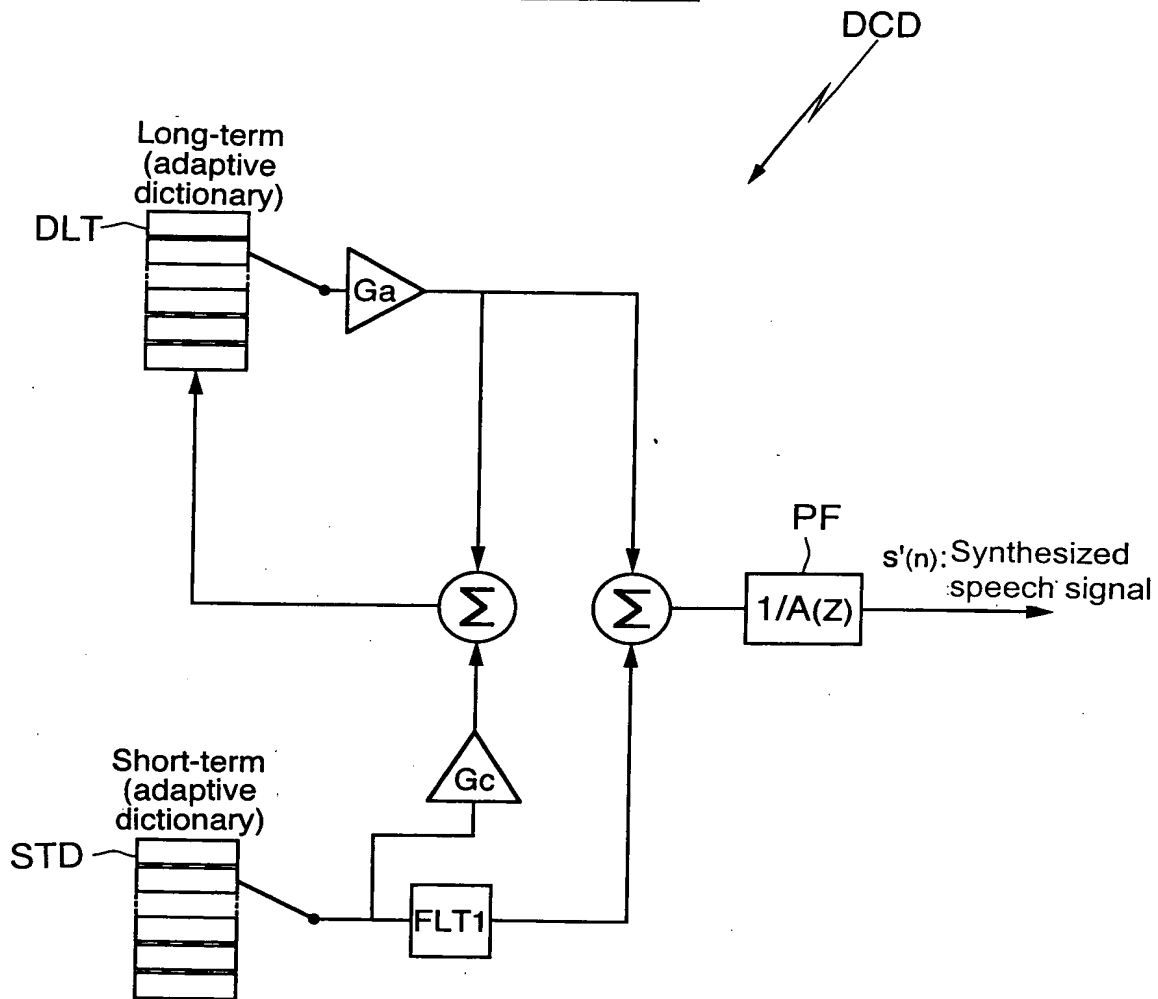 DCD
Long-term
(adaptive
dictionary)
DLT
Ga
Σ
Σ
PF
1/A(Z)
s'(n): Synthesized
speech signal
Gc
Short-term
(adaptive
dictionary)
STD
FLT1